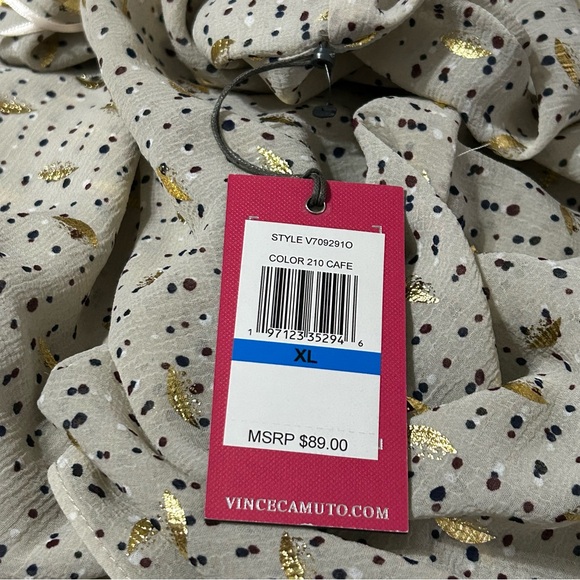 STYLE V709291O
COLOR 210 CAFE
1 97123 35294 6
XL
MSRP $89.00
VINCECAMUTO.COM